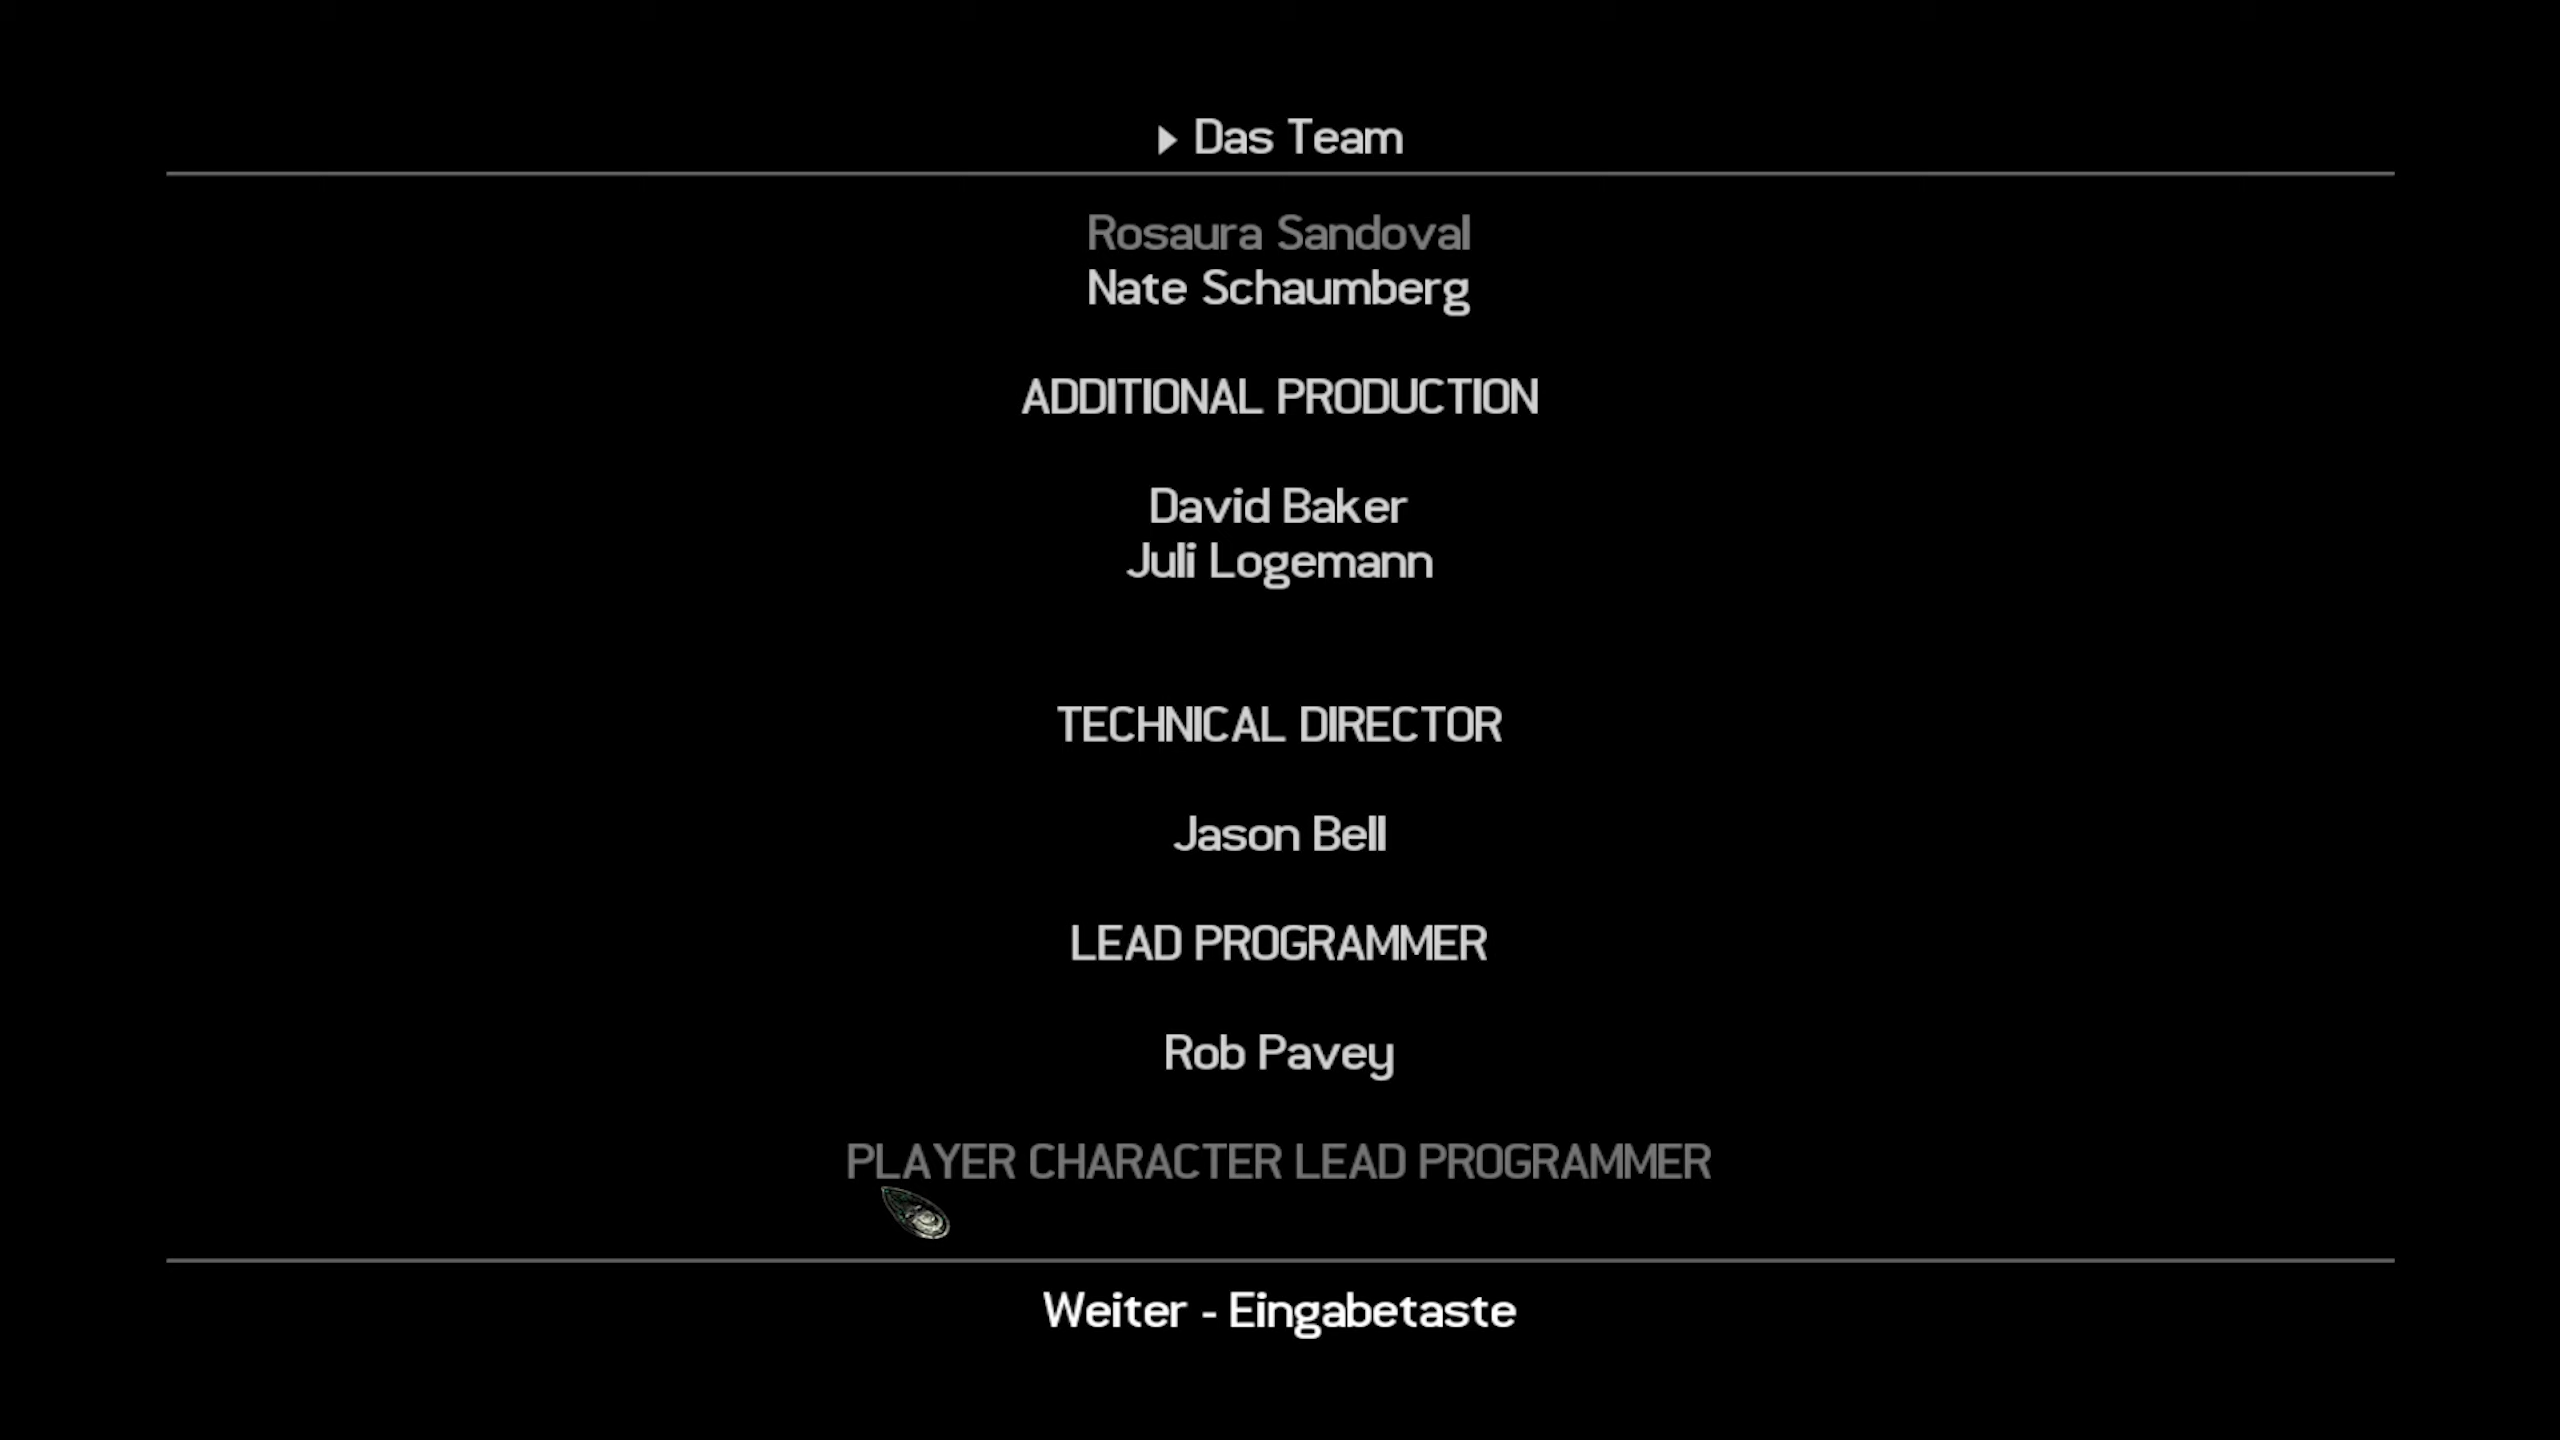 Das Team
Rosaura Sandoval
Nate Schaumberg
ADDITIONAL PRODUCTION
David Baker
Juli Logemann
TECHNICAL DIRECTOR
Jason Bell
LEAD PROGRAMMER
Rob Pavey
PLAYER CHARACTER LEAD PROGRAMMER
Weiter - Eingabetaste